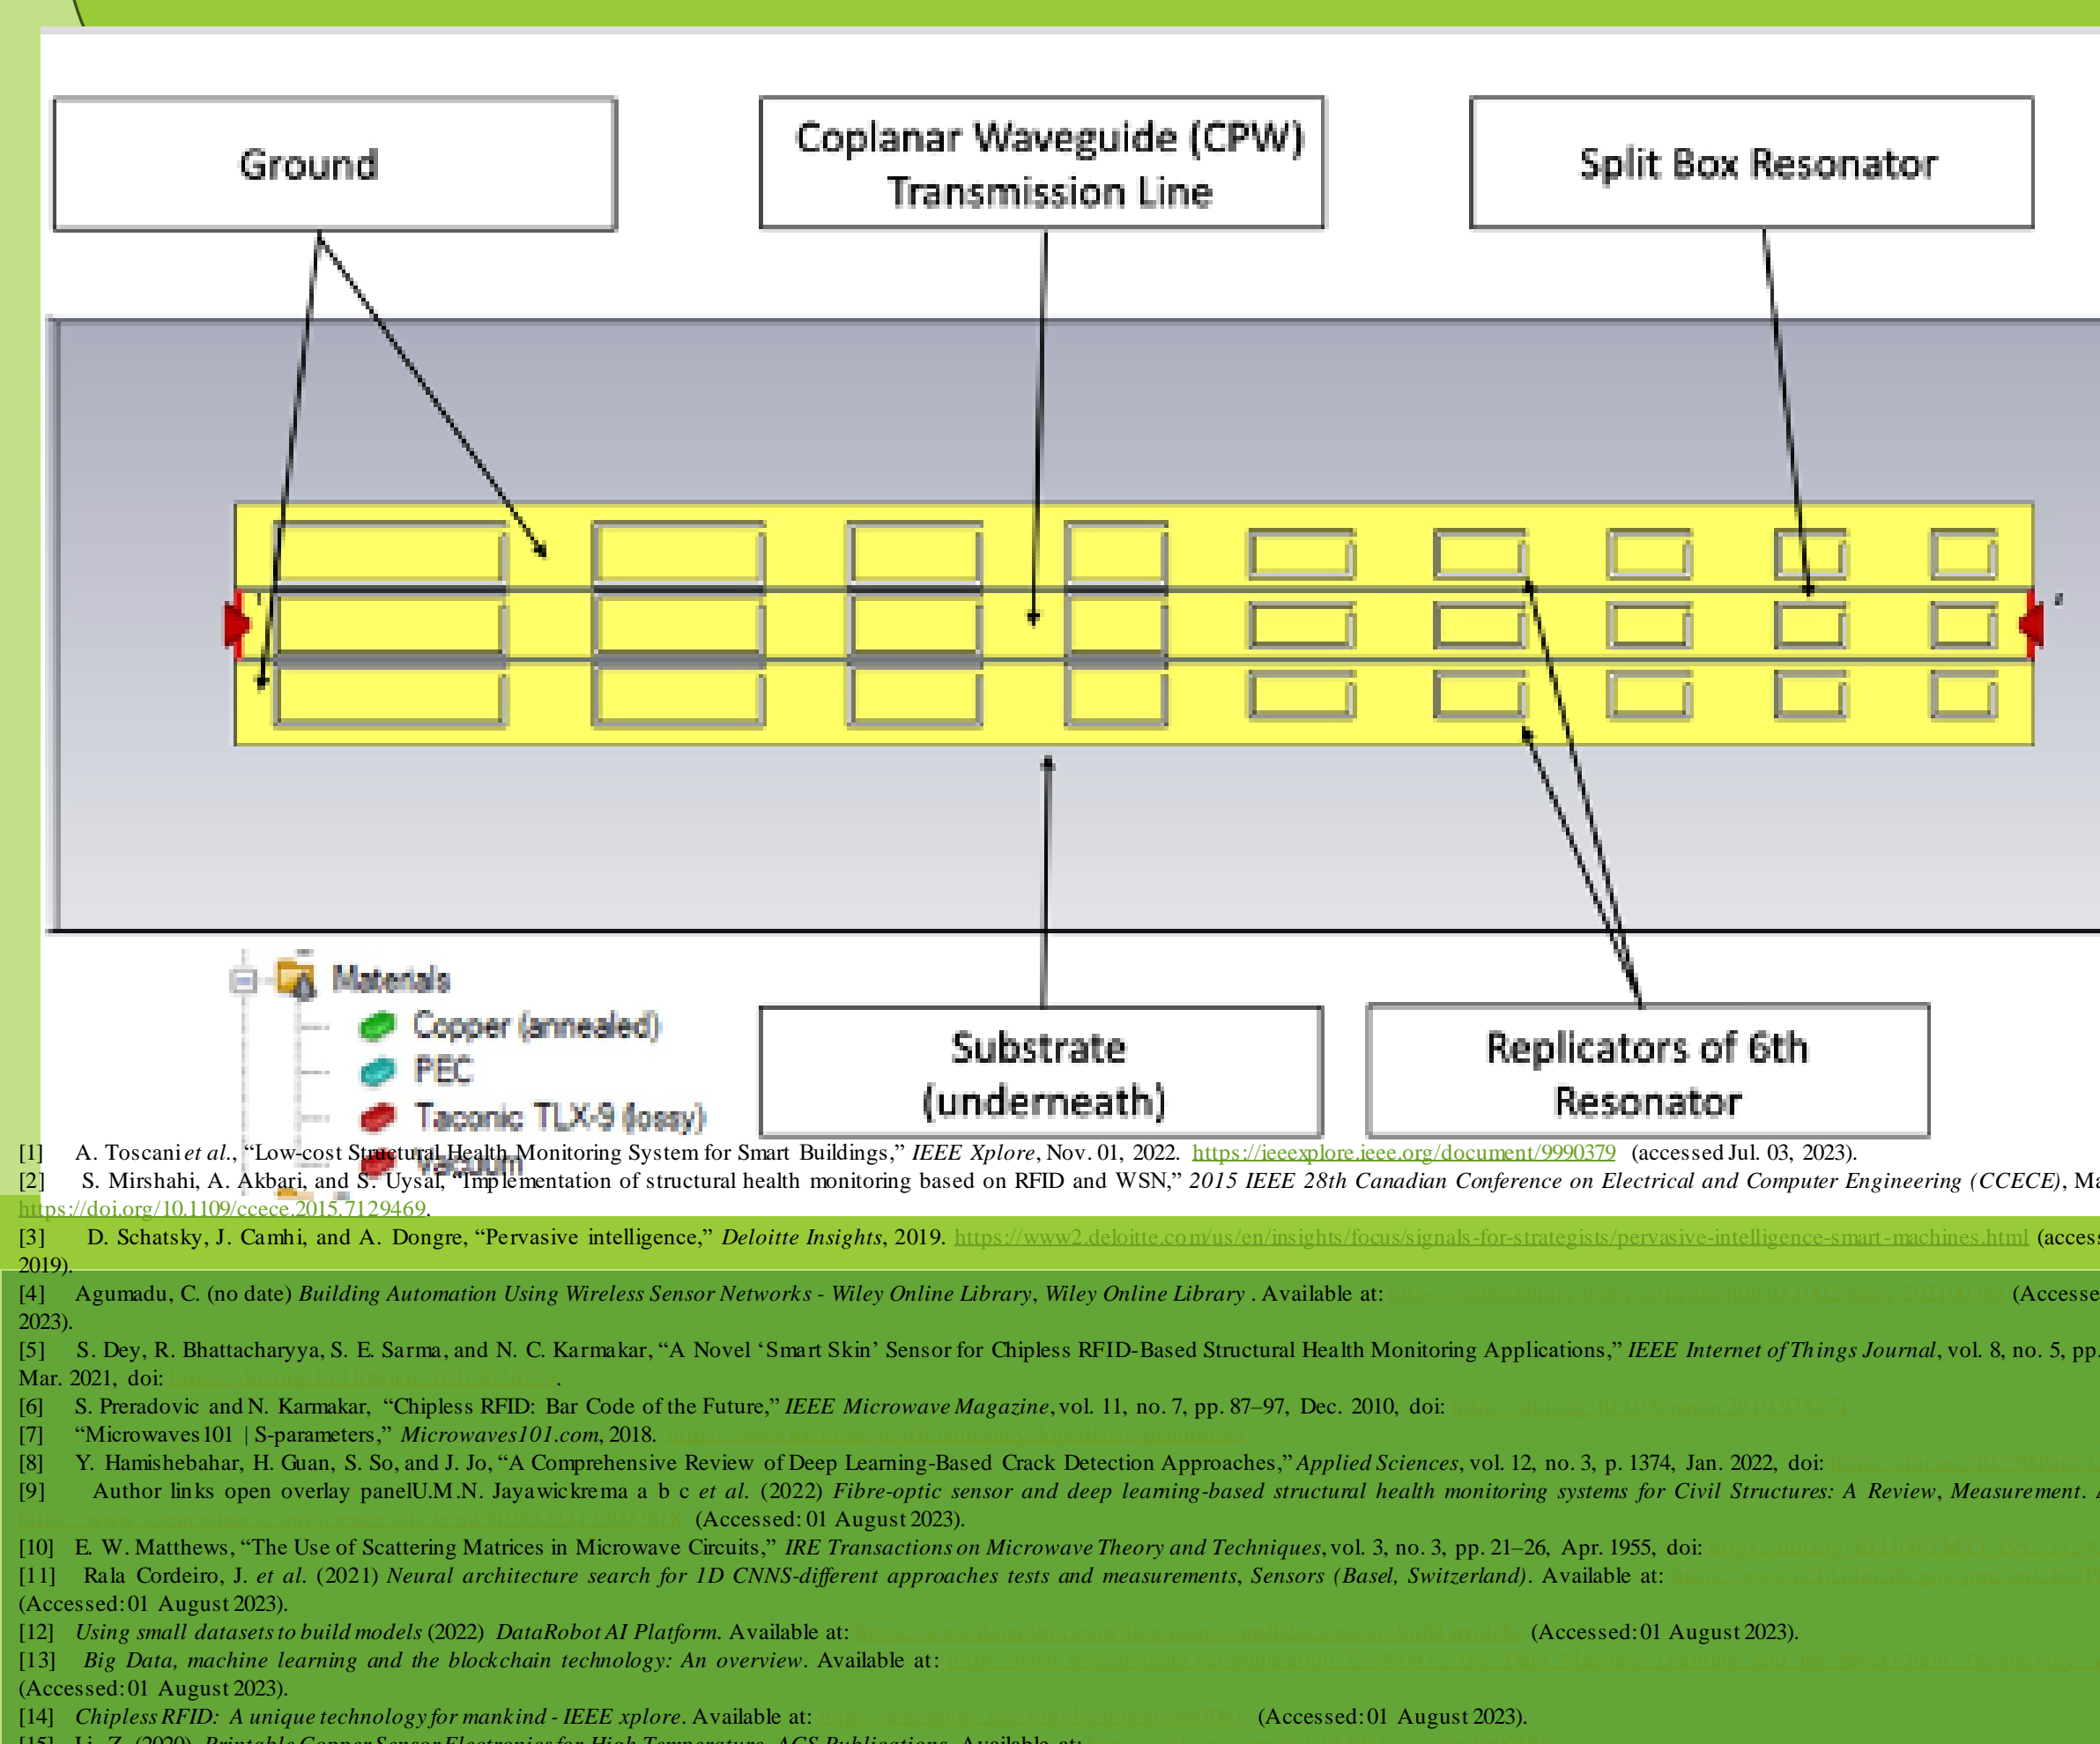 Ground
Coplanar Waveguide (CPW)
Transmission Line
Split Box Resonator
Materials
Copper (annealed)
PEC
Taconic TLX-9 (lossy)
Vacuum
Substrate
(underneath)
Replicators of 6th
Resonator
[1] A. Toscani et al., “Low-cost Structural Health Monitoring System for Smart Buildings,” IEEE Xplore, Nov. 01, 2022. https://ieeexplore.ieee.org/document/9990379 (accessed Jul. 03, 2023).
[2] S. Mirshahi, A. Akbari, and S. Uysal, “Implementation of structural health monitoring based on RFID and WSN,” 2015 IEEE 28th Canadian Conference on Electrical and Computer Engineering (CCECE),
https://doi.org/10.1109/ccece.2015.7129469.
[3] D. Schatsky, J. Camhi, and A. Dongre, “Pervasive intelligence,” Deloitte Insights, 2019. https://www2.deloitte.com/us/en/insights/focus/signals-for-strategists/pervasive-intelligence-smart-machines.html
2019).
[4] Agumadu, C. (no date) Building Automation Using Wireless Sensor Networks - Wiley Online Library, Wiley Online Library . Available at:
2023).
[5] S. Dey, R. Bhattacharyya, S. E. Sarma, and N. C. Karmakar, “A Novel ‘Smart Skin’ Sensor for Chipless RFID-Based Structural Health Monitoring Applications,” IEEE Internet of Things Journal, vol. 8, no. 5, pp.
Mar. 2021, doi:
[6] S. Preradovic and N. Karmakar, “Chipless RFID: Bar Code of the Future,” IEEE Microwave Magazine, vol. 11, no. 7, pp. 87–97, Dec. 2010, doi:
[7] “Microwaves101 | S-parameters,” Microwaves101.com, 2018.
[8] Y. Hamishebahar, H. Guan, S. So, and J. Jo, “A Comprehensive Review of Deep Learning-Based Crack Detection Approaches,” Applied Sciences, vol. 12, no. 3, p. 1374, Jan. 2022, doi:
[9] Author links open overlay panelU.M.N. Jayawickrema a b c et al. (2022) Fibre-optic sensor and deep learning-based structural health monitoring systems for Civil Structures: A Review, Measurement.
(Accessed: 01 August 2023).
[10] E. W. Matthews, “The Use of Scattering Matrices in Microwave Circuits,” IRE Transactions on Microwave Theory and Techniques, vol. 3, no. 3, pp. 21–26, Apr. 1955, doi:
[11] Rala Cordeiro, J. et al. (2021) Neural architecture search for 1D CNNS-different approaches tests and measurements, Sensors (Basel, Switzerland). Available at:
(Accessed: 01 August 2023).
[12] Using small datasets to build models (2022) DataRobot AI Platform. Available at: (Accessed: 01 August 2023).
[13] Big Data, machine learning and the blockchain technology: An overview. Available at:
(Accessed: 01 August 2023).
[14] Chipless RFID: A unique technology for mankind - IEEE xplore. Available at: (Accessed: 01 August 2023).